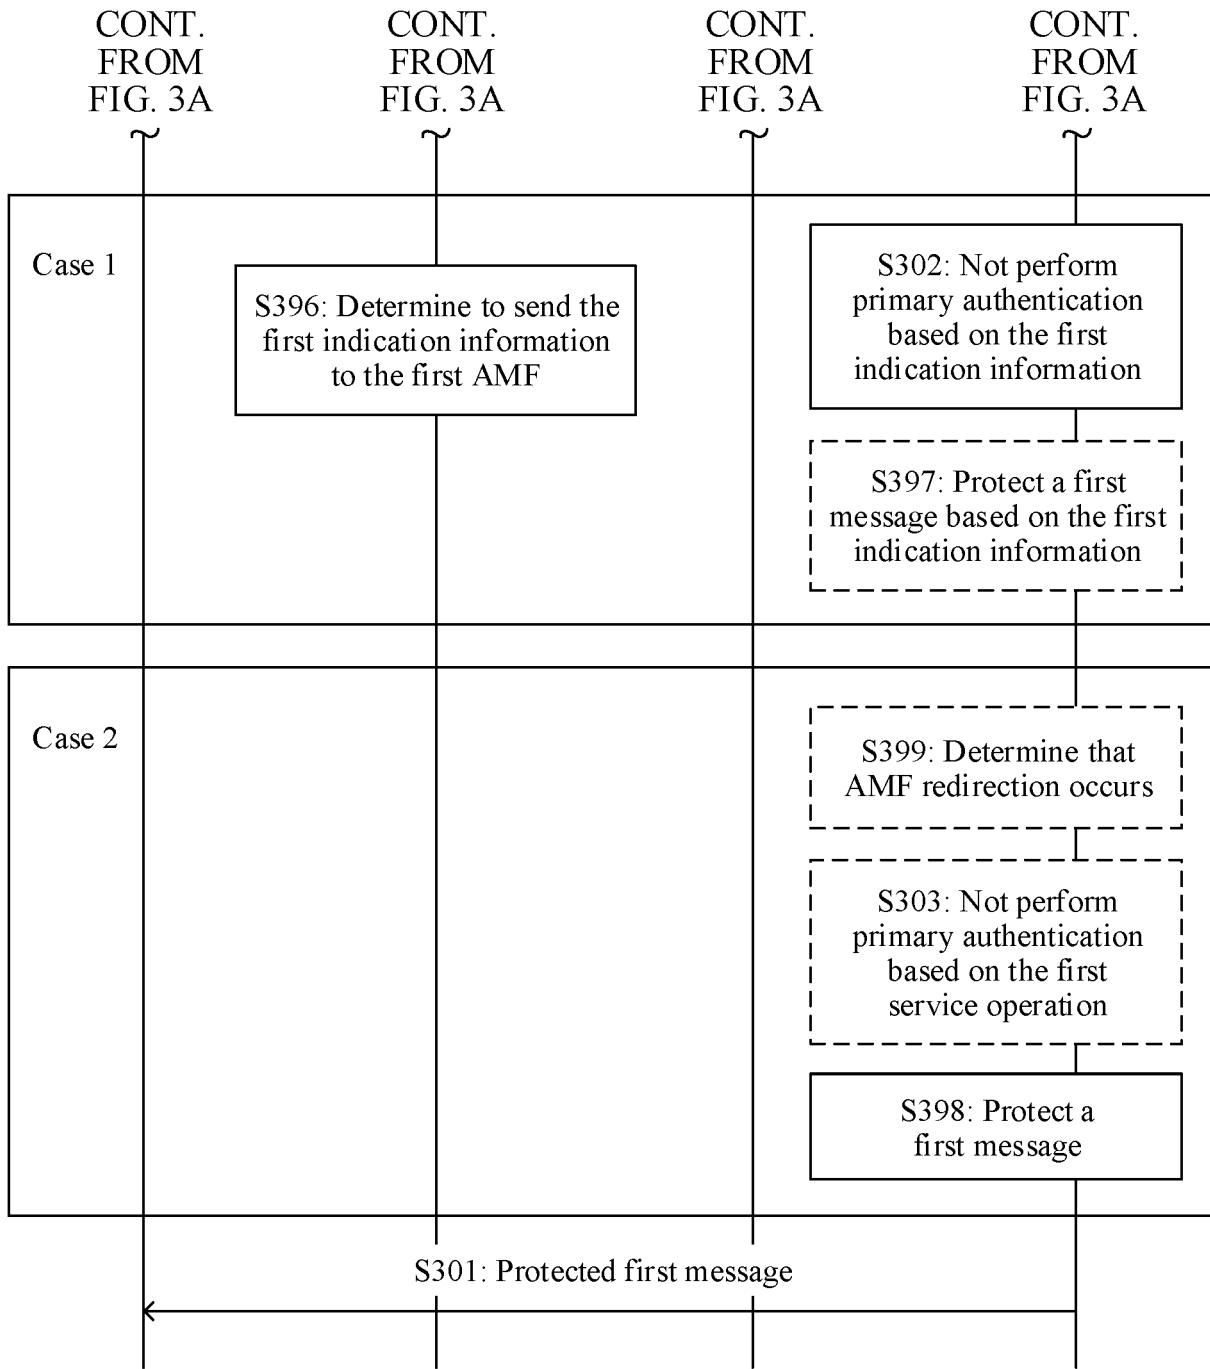 CONT.
FROM
FIG. 3A
CONT.
FROM
FIG. 3A
CONT.
FROM
FIG. 3A
CONT.
FROM
FIG. 3A
Case 1
S396: Determine to send the
first indication information
to the first AMF
S302: Not perform
primary authentication
based on the first
indication information
S397: Protect a first
message based on the first
indication information
Case 2
S399: Determine that
AMF redirection occurs
S303: Not perform
primary authentication
based on the first
service operation
S398: Protect a
first message
S301: Protected first message